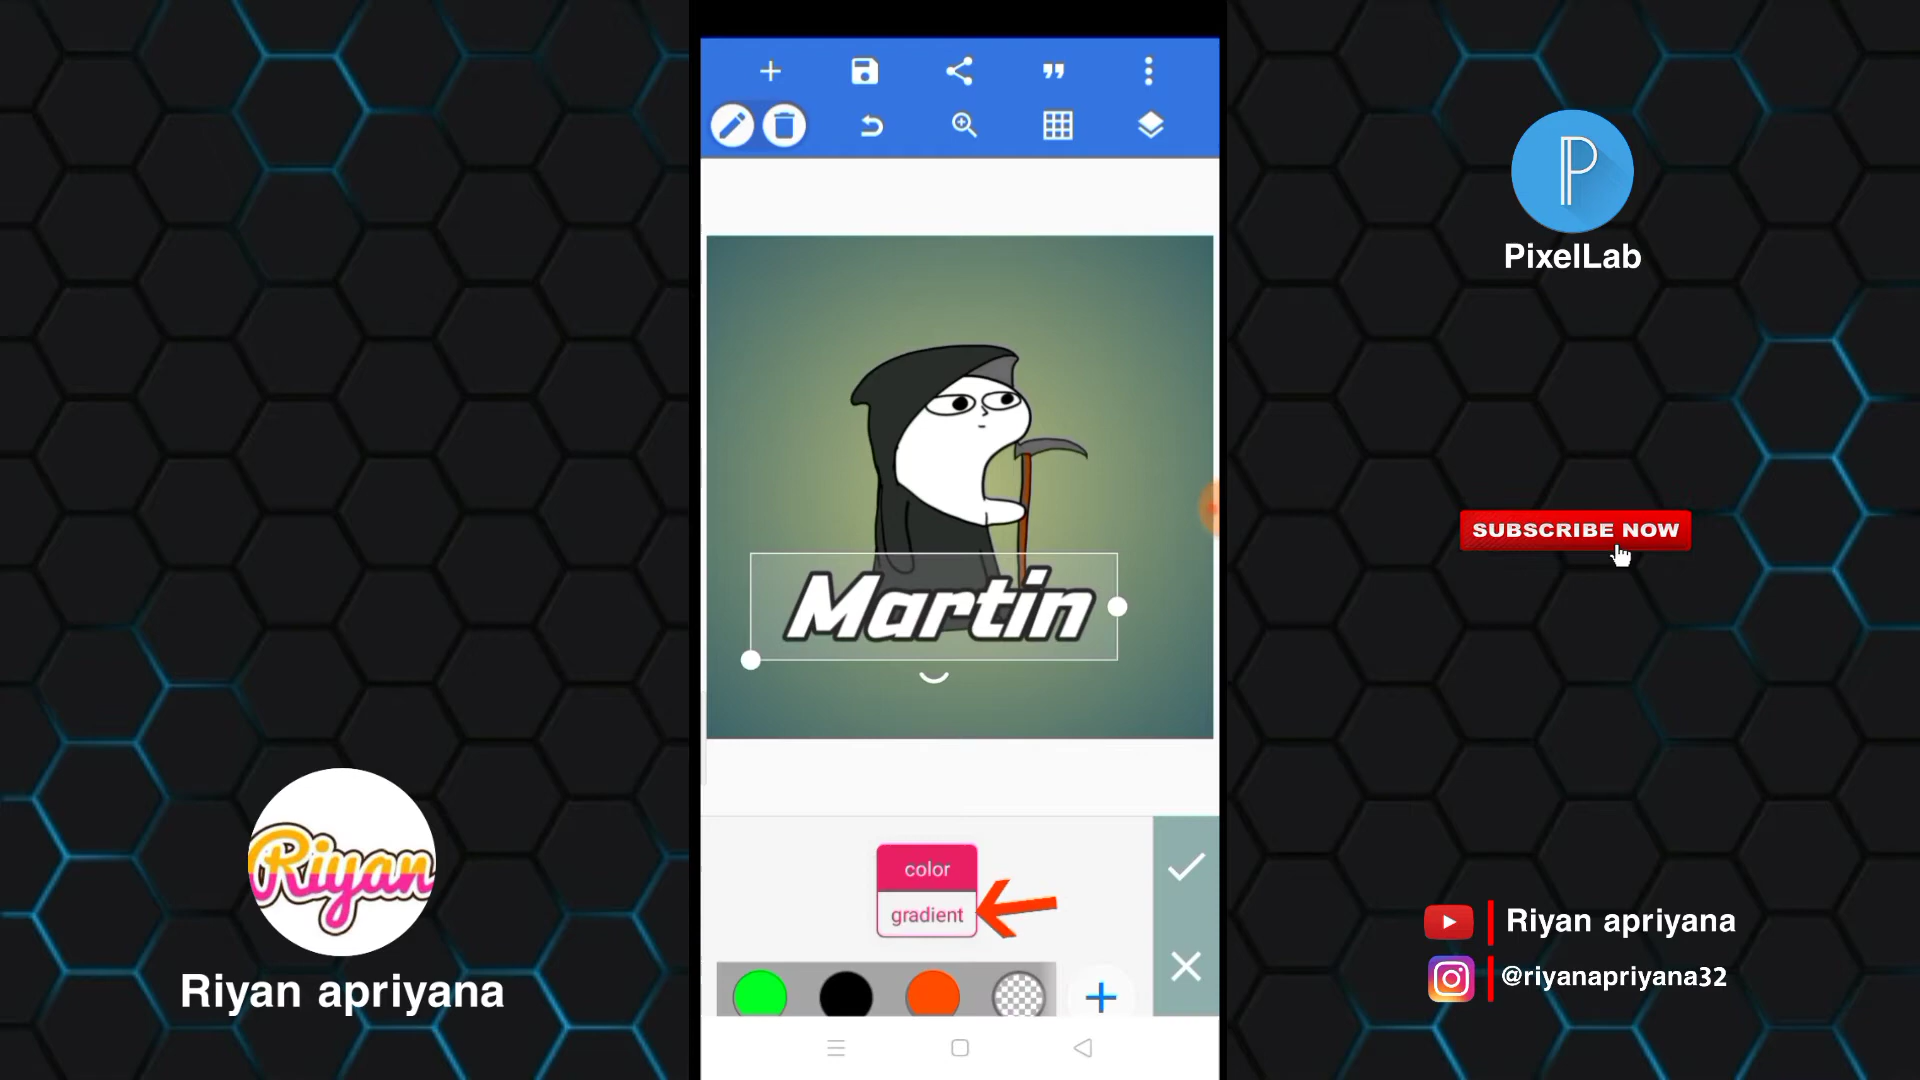 PixelLab
SUBSCRIBE NOW
Martin
color
gradient
Riyan
Riyan apriyana
Riyan apriyana
@riyanapriyana32